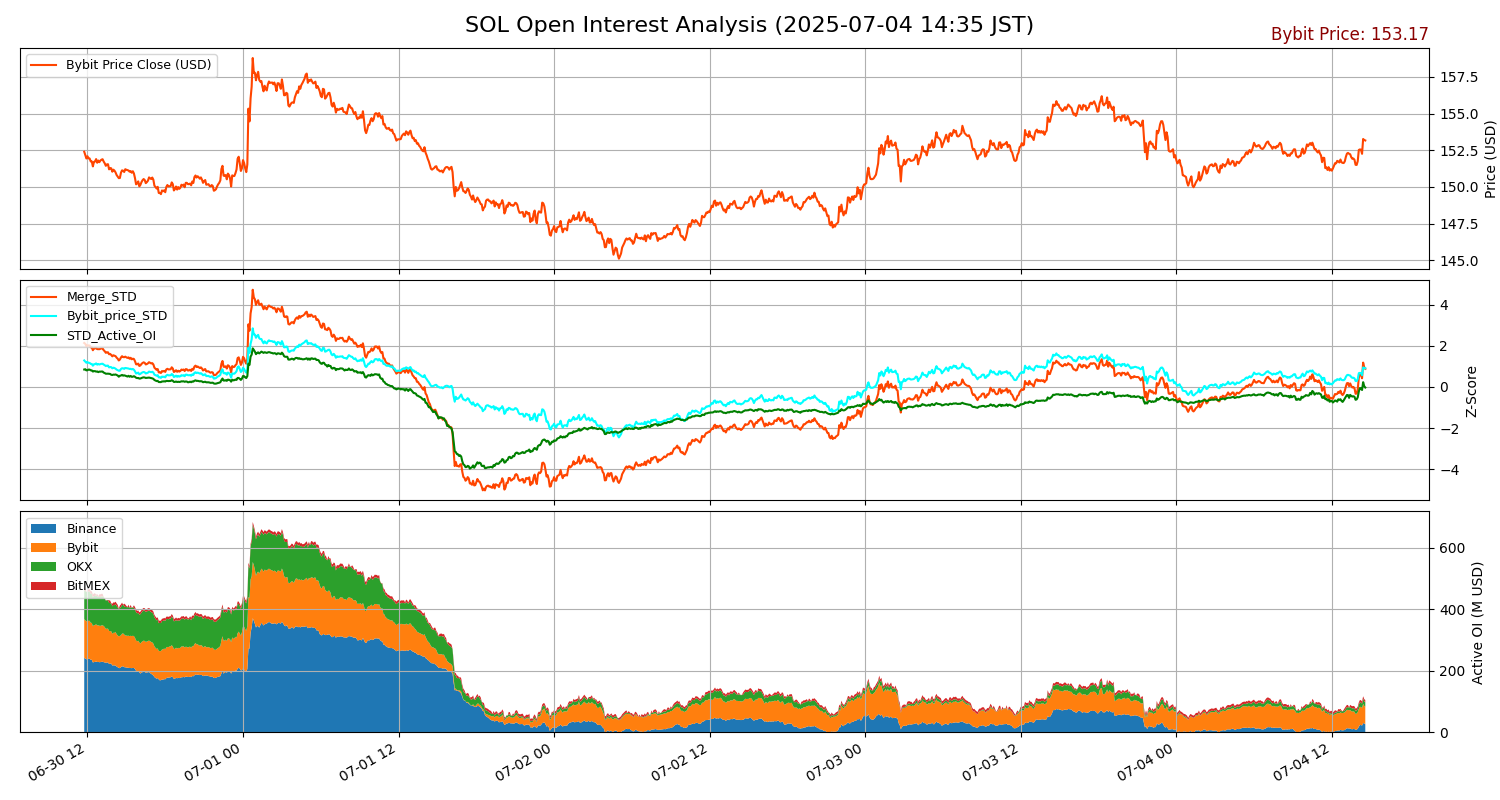 SOL Open Interest Analysis (2025-07-04 14:35 JST)
Bybit Price: 153.17
Bybit Price Close (USD)
157.5
155.0
152.5
150.0
147.5
145.0
Price (USD)
Merge_STD
Bybit_price_STD
STD_Active_OI
4
2
0
−2
−4
Z-Score
Binance
Bybit
OKX
BitMEX
600
400
200
0
Active OI (M USD)
06-30 12
07-01 00
07-01 12
07-02 00
07-02 12
07-03 00
07-03 12
07-04 00
07-04 12